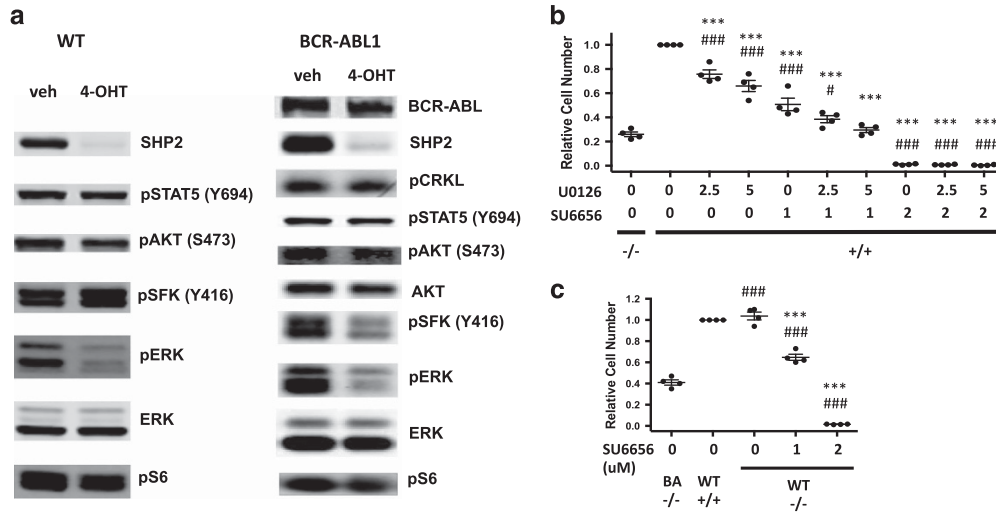 a
WT
BCR-ABL1
veh 4-OHT
veh 4-OHT
BCR-ABL
SHP2
SHP2
pCRKL
pSTAT5 (Y694)
pSTAT5 (Y694)
pAKT (S473)
pAKT (S473)
AKT
pSFK (Y416)
pSFK (Y416)
pERK
pERK
ERK
ERK
pS6
pS6
b
Relative Cell Number
1.0
0.8
0.6
0.4
0.2
0.0
***
###
***
###
***
###
***
#
***
***
###
***
###
***
###
U0126 0 0 2.5 5 0 2.5 5 0 2.5 5
SU6656 0 0 0 0 1 1 1 2 2 2
-/- +/+
c
Relative Cell Number
1.2
1.0
0.8
0.6
0.4
0.2
0.0
###
***
###
***
###
SU6656 0 0 0 1 2
(uM)
BA WT WT
-/- +/+ -/-